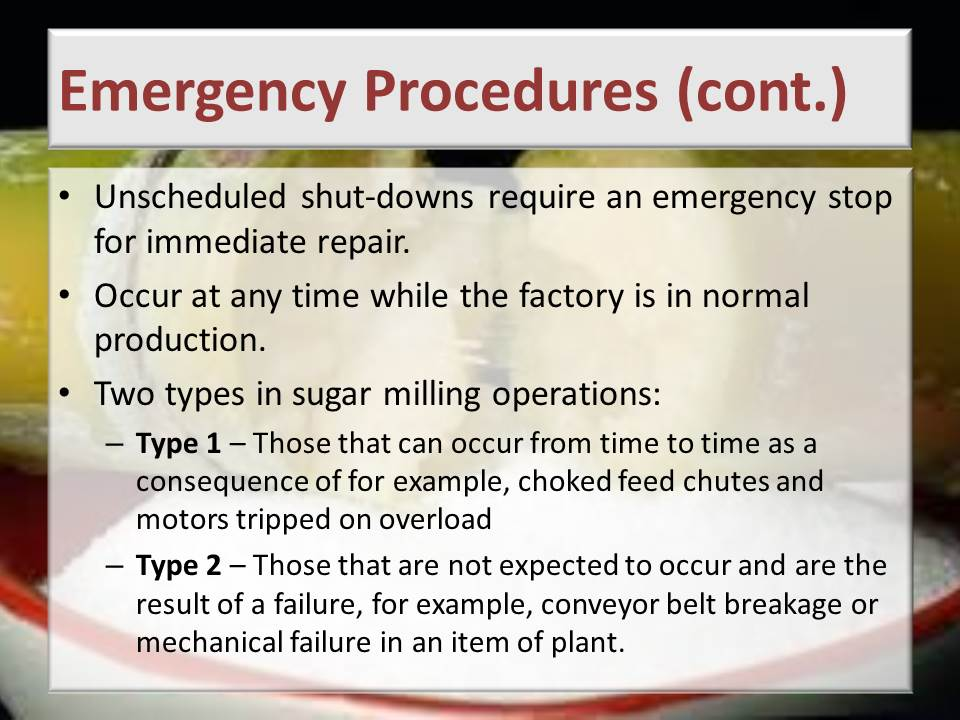 Emergency Procedures (cont.)
• Unscheduled shut-downs require an emergency stop
for immediate repair.
• Occur at any time while the factory is in normal
production.
• Two types in sugar milling operations:
– Type 1 – Those that can occur from time to time as a
consequence of for example, choked feed chutes and
motors tripped on overload
– Type 2 – Those that are not expected to occur and are the
result of a failure, for example, conveyor belt breakage or
mechanical failure in an item of plant.